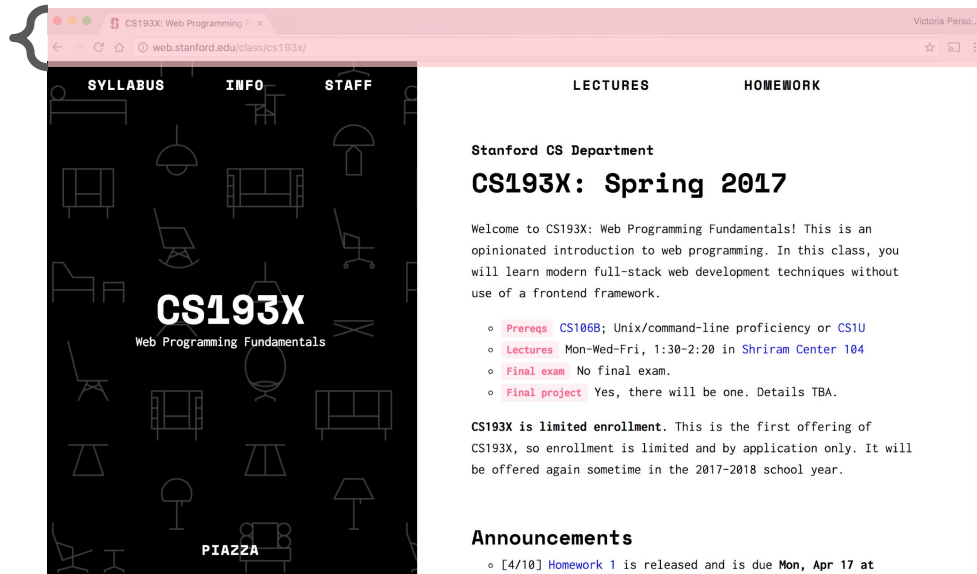 CS193X: Web Programming F
Victoria Perso...
web.stanford.edu/class/cs193x/
SYLLABUS INFO STAFF
LECTURES HOMEWORK
Stanford CS Department
CS193X: Spring 2017
Welcome to CS193X: Web Programming Fundamentals! This is an
opinionated introduction to web programming. In this class, you
will learn modern full-stack web development techniques without
use of a frontend framework.
Prereqs CS106B; Unix/command-line proficiency or CS1U
Lectures Mon-Wed-Fri, 1:30-2:20 in Shriram Center 104
Final exam No final exam.
Final project Yes, there will be one. Details TBA.
CS193X is limited enrollment. This is the first offering of
CS193X, so enrollment is limited and by application only. It will
be offered again sometime in the 2017-2018 school year.
CS193X
Web Programming Fundamentals
PIAZZA
Announcements
[4/10] Homework 1 is released and is due Mon, Apr 17 at